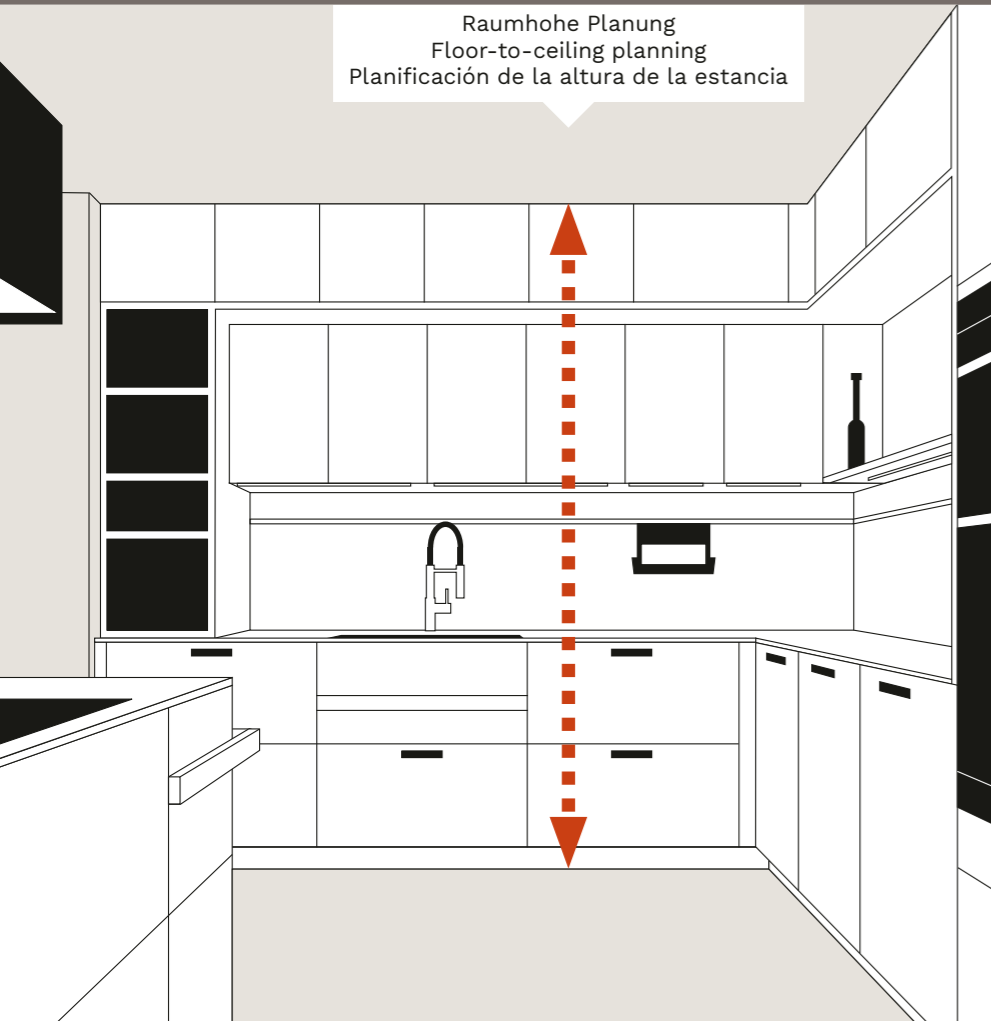 Raumhohe Planung
Floor-to-ceiling planning
Planificación de la altura de la estancia